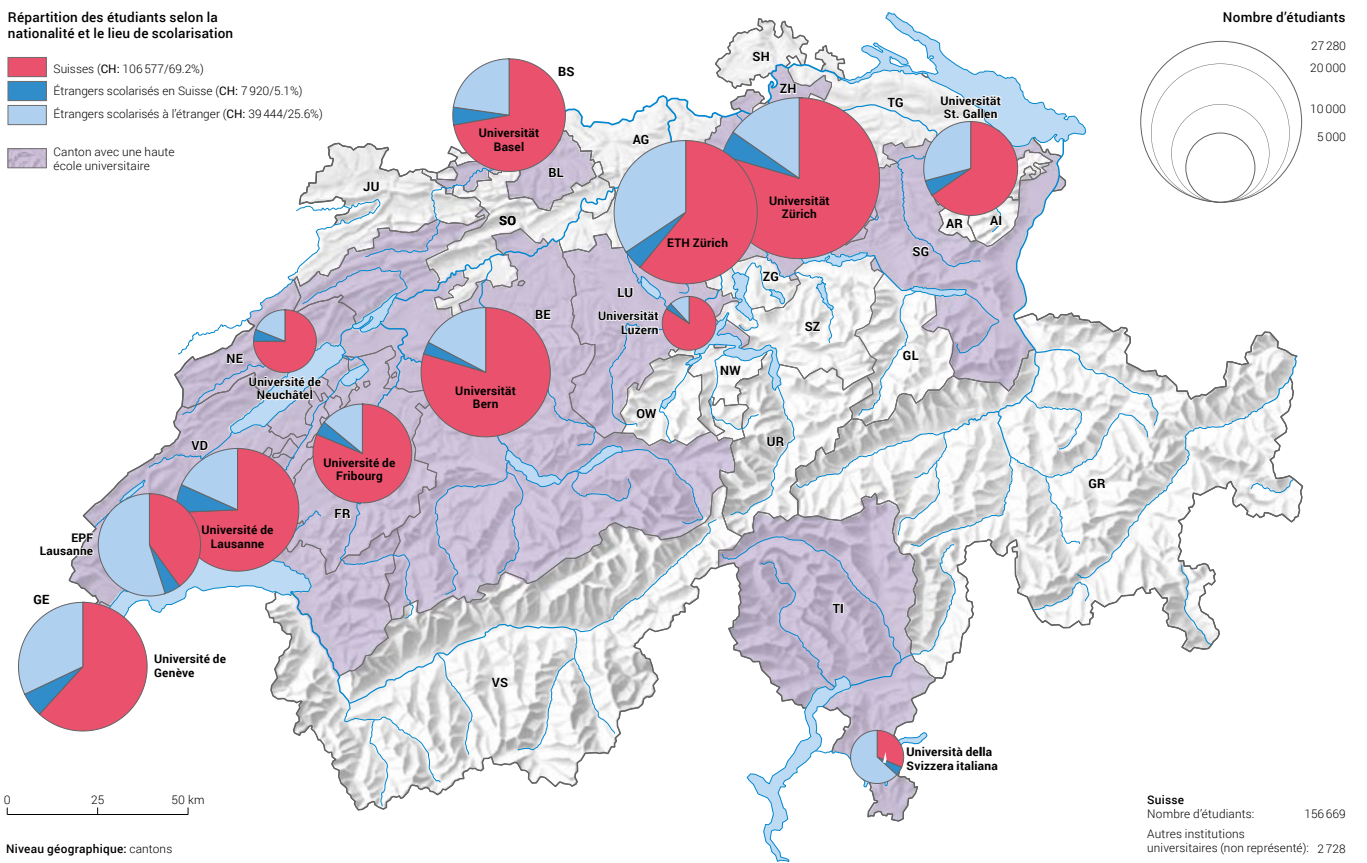 Répartition des étudiants selon la
nationalité et le lieu de scolarisation
Suisses (CH: 106 577/69.2%)
Étrangers scolarisés en Suisse (CH: 7 920/5.1%)
Étrangers scolarisés à l'étranger (CH: 39 444/25.6%)
Canton avec une haute
école universitaire
Nombre d'étudiants
27 280
20 000
10 000
5 000
SH
BS
ZH
TG
Universität
St. Gallen
AG
Universität
Basel
BL
JU
Universität
Zürich
SO
AR
AI
ETH Zürich
SG
ZG
LU
BE
Universität
Luzern
SZ
GL
NE
Université de
Neuchâtel
NW
Universität
Bern
OW
UR
VD
Université de
Fribourg
GR
FR
EPF
Lausanne
Université de
Lausanne
GE
TI
Université de
Genève
VS
Università della
Svizzera italiana
0
25
50 km
Niveau géographique: cantons
Suisse
Nombre d'étudiants: 156 669
Autres institutions
universitaires (non représenté): 2 728